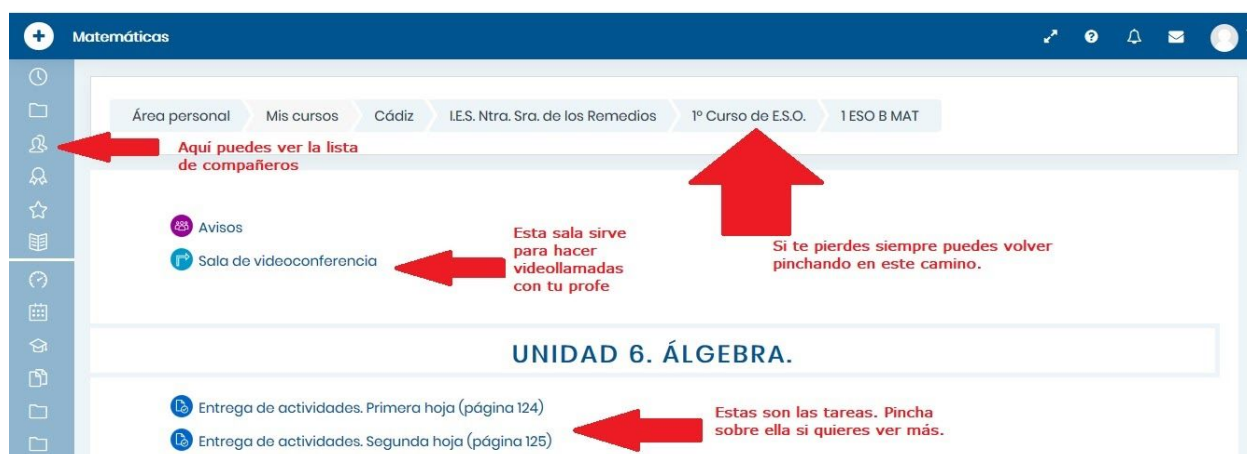 Matemáticas
Área personal Mis cursos Cádiz I.E.S. Ntra. Sra. de los Remedios 1º Curso de E.S.O. 1 ESO B MAT
Aquí puedes ver la lista
de compañeros
Avisos
Sala de videoconferencia
Esta sala sirve
para hacer
videollamadas
con tu profe
Si te pierdes siempre puedes volver
pinchando en este camino.
UNIDAD 6. ÁLGEBRA.
Entrega de actividades. Primera hoja (página 124)
Entrega de actividades. Segunda hoja (página 125)
Estas son las tareas. Pincha
sobre ella si quieres ver más.